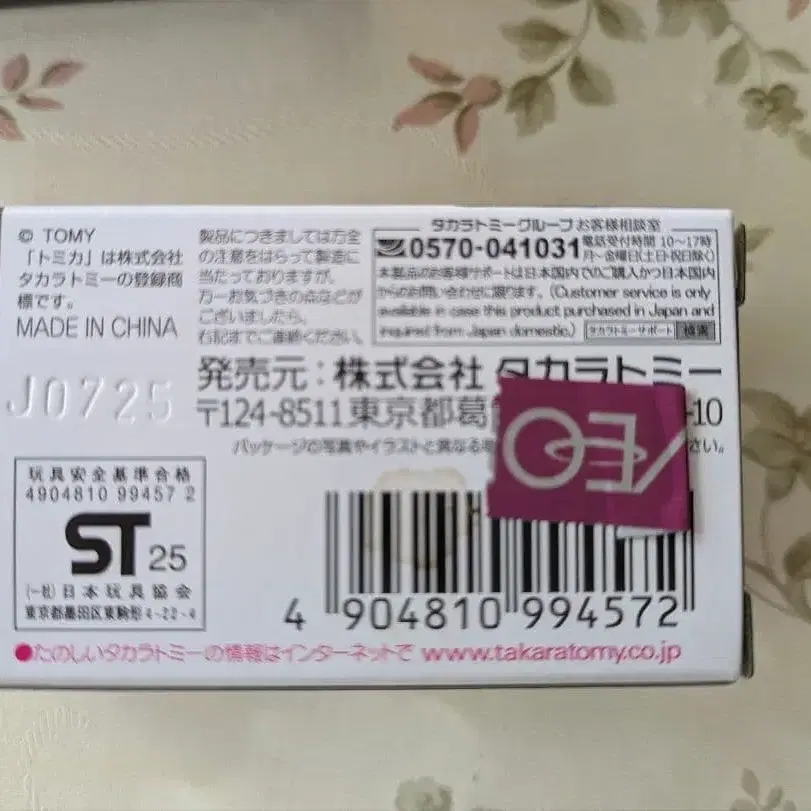 © TOMY
「トミカ」は株式会社
タカラトミーの登録商
標です。
MADE IN CHINA
J0725
製品につきましては万全
の注意をはらって製造に
当たっておりますが、
万一お気づきの点などが
ございましたら、
右記までご連絡ください。
タカラトミーグループお客様相談室
0570-041031 電話受付時間 10〜17時
月〜金曜日(土日・祝日除く)
本製品のお客様サポートは日本国内でのご購入かつ日本国内
からのお問い合わせに限ります。(Customer service is only
available in case this product purchased in Japan and
inquired from Japan domestic.) タカラトミーサポート 検索
発売元：株式会社 タカラトミー
〒124-8511 東京都葛 -10
パッケージの写真やイラストと異なる さい。
VEO
玩具安全基準合格
4904810 99457 2
ST 25
(一社)日本玩具協会
東京都墨田区東駒形4-22-4
4 904810 994572
●たのしいタカラトミーの情報はインターネットで www.takaratomy.co.jp